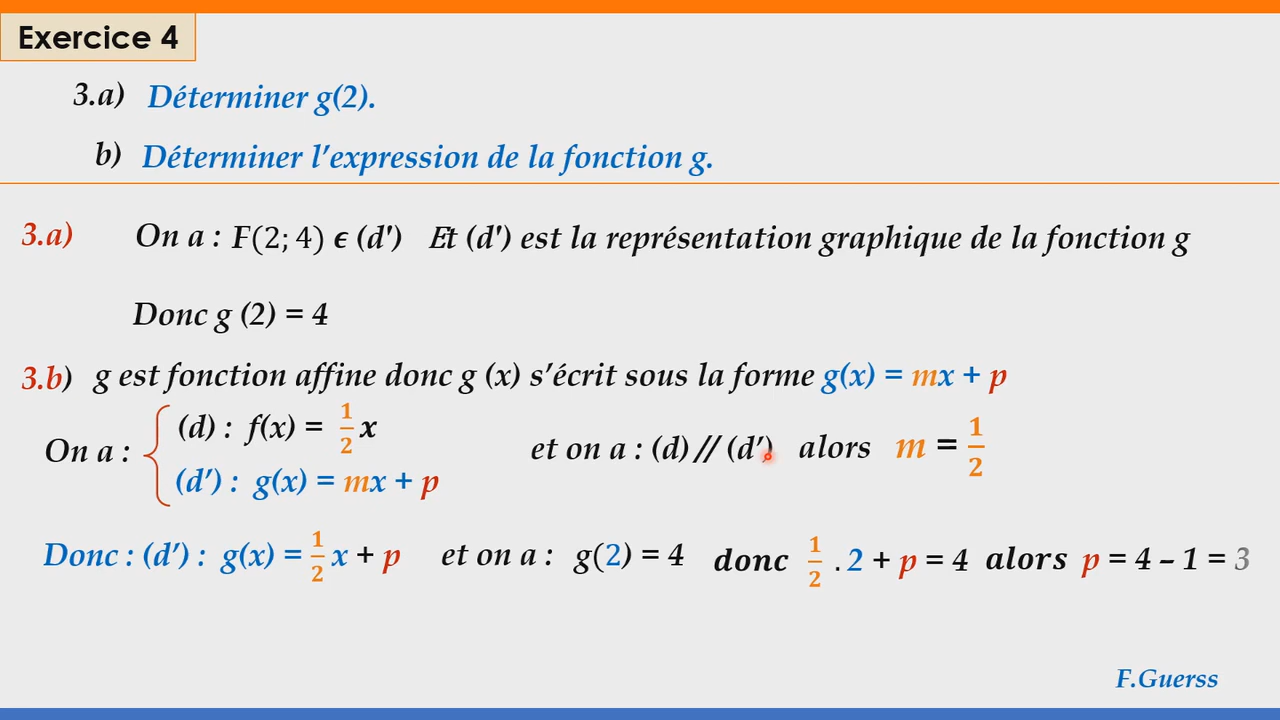 Exercice 4
3.a) Déterminer g(2).
b) Déterminer l’expression de la fonction g.
3.a) On a : F(2; 4) ϵ (d') Et (d') est la représentation graphique de la fonction g
Donc g (2) = 4
3.b) g est fonction affine donc g (x) s’écrit sous la forme g(x) = mx + p
On a : { (d) : f(x) = 1/2 x
(d’) : g(x) = mx + p
et on a : (d) // (d’) alors m = 1/2
Donc : (d’) : g(x) = 1/2 x + p et on a : g(2) = 4 donc 1/2 . 2 + p = 4 alors p = 4 – 1 = 3
F.Guerss